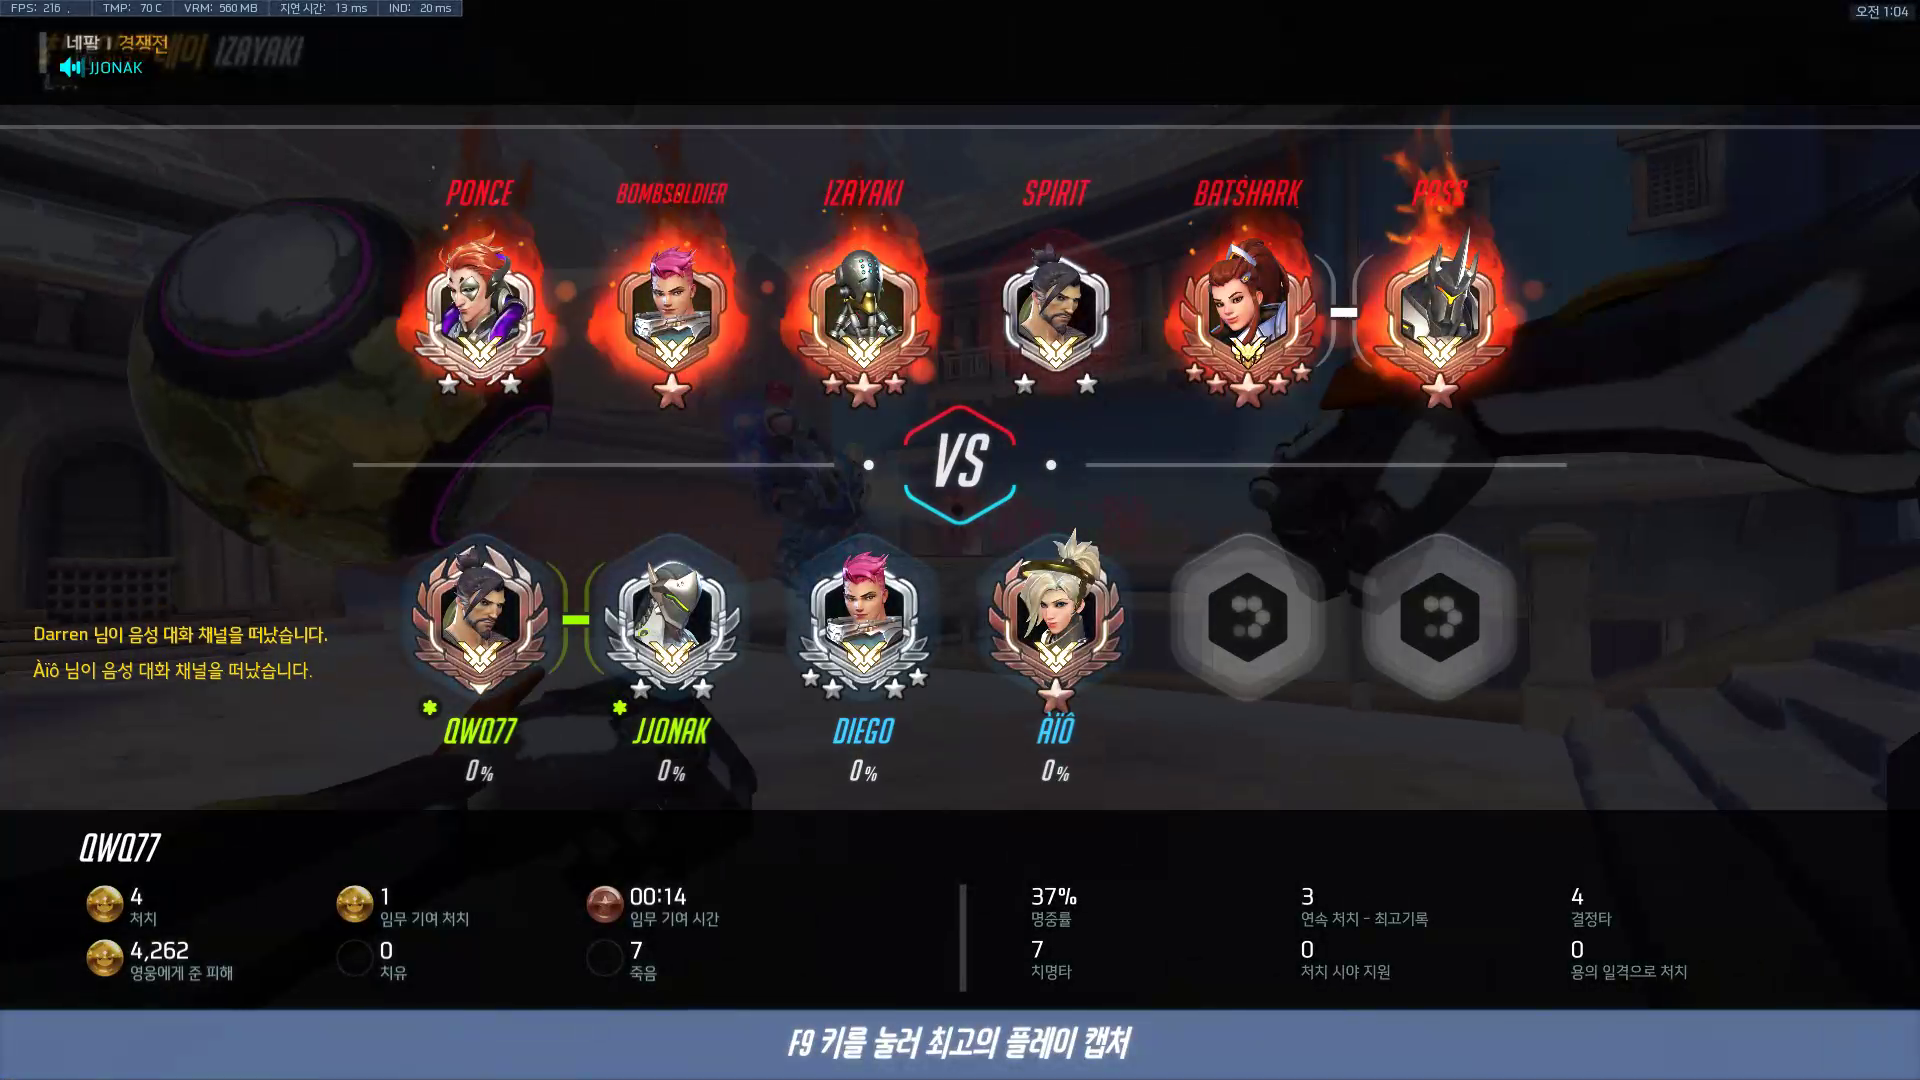 FPS: 216 .
TMP: 70 C
VRM: 560 MB
지연 시간: 13 ms
IND: 20 ms
오전 1:04
네팔 | 경쟁전
IZAYAKI
JJONAK
PONCE
BOMBSOLDIER
IZAYAKI
SPIRIT
BATSHARK
PASS
VS
Darren 님이 음성 대화 채널을 떠났습니다.
Àïô 님이 음성 대화 채널을 떠났습니다.
QWQ77
JJONAK
DIEGO
ÀÏÔ
0%
0%
0%
0%
QWQ77
4
처치
1
임무 기여 처치
00:14
임무 기여 시간
37%
명중률
3
연속 처치 - 최고기록
4
결정타
4,262
영웅에게 준 피해
0
치유
7
죽음
7
치명타
0
처치 시야 지원
0
용의 일격으로 처치
F9 키를 눌러 최고의 플레이 캡처